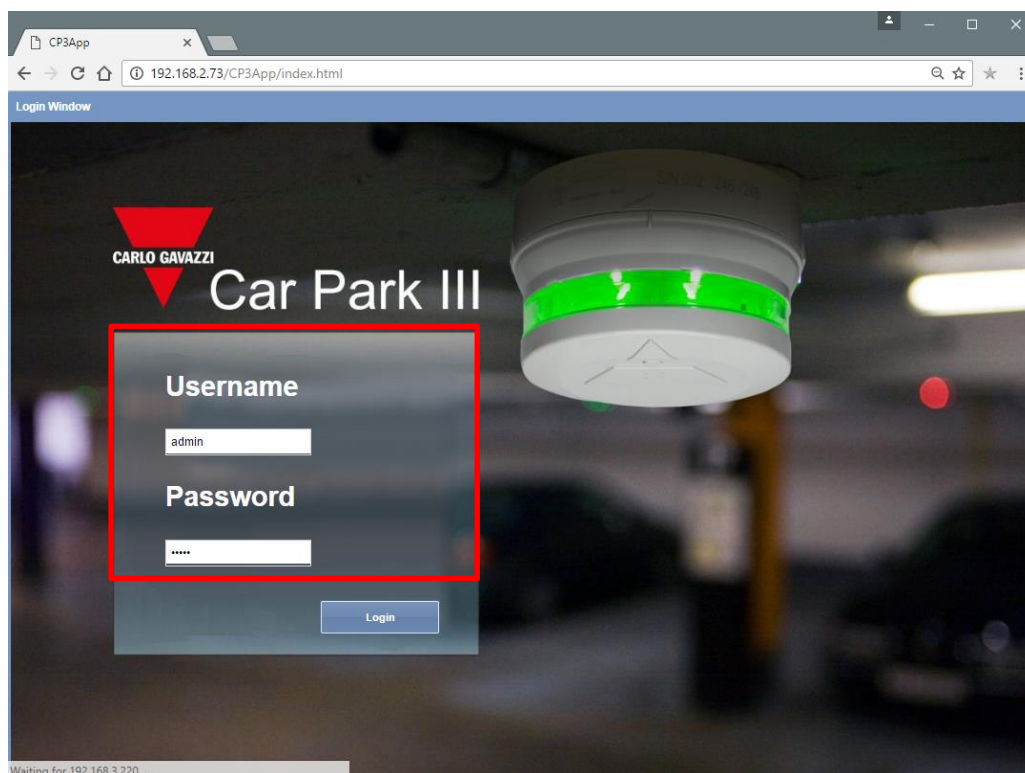 CP3App
192.168.2.73/CP3App/index.html
Login Window
CARLO GAVAZZI
Car Park III
Username
admin
Password
•••••
Login
Waiting for 192.168.3.220